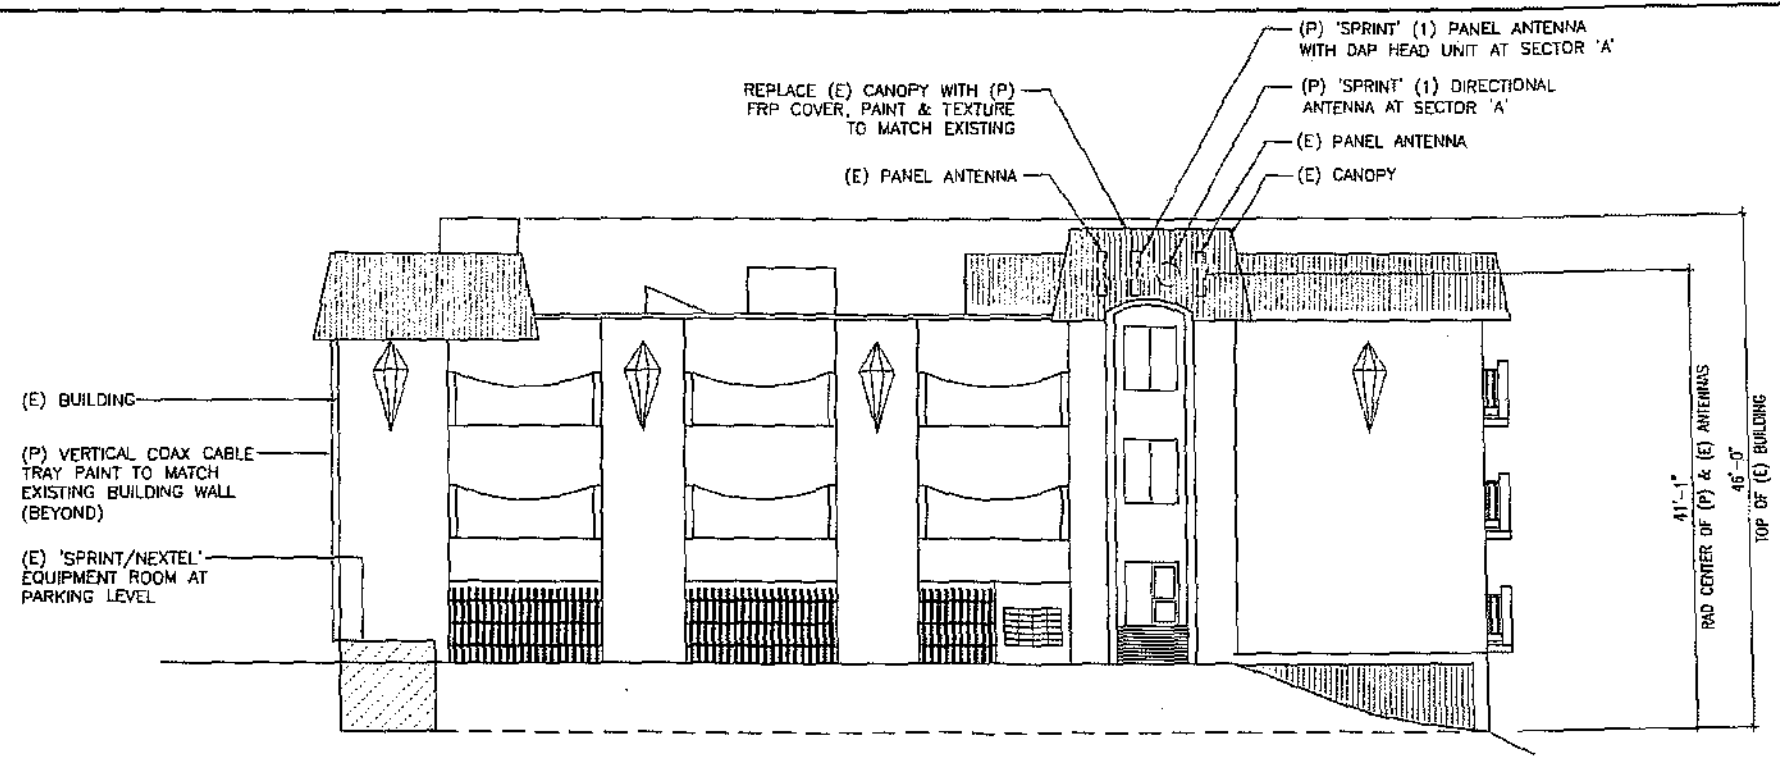 (P) 'SPRINT' (1) PANEL ANTENNA
WITH DAP HEAD UNIT AT SECTOR 'A'
REPLACE (E) CANOPY WITH (P)
FRP COVER, PAINT & TEXTURE
TO MATCH EXISTING
(P) 'SPRINT' (1) DIRECTIONAL
ANTENNA AT SECTOR 'A'
(E) PANEL ANTENNA
(E) PANEL ANTENNA
(E) CANOPY
(E) BUILDING
(P) VERTICAL COAX CABLE
TRAY PAINT TO MATCH
EXISTING BUILDING WALL
(BEYOND)
(E) 'SPRINT/NEXTEL'
EQUIPMENT ROOM AT
PARKING LEVEL
41'-1"
RAD CENTER OF (P) & (E) ANTENNAS
46'-0"
TOP OF (E) BUILDING